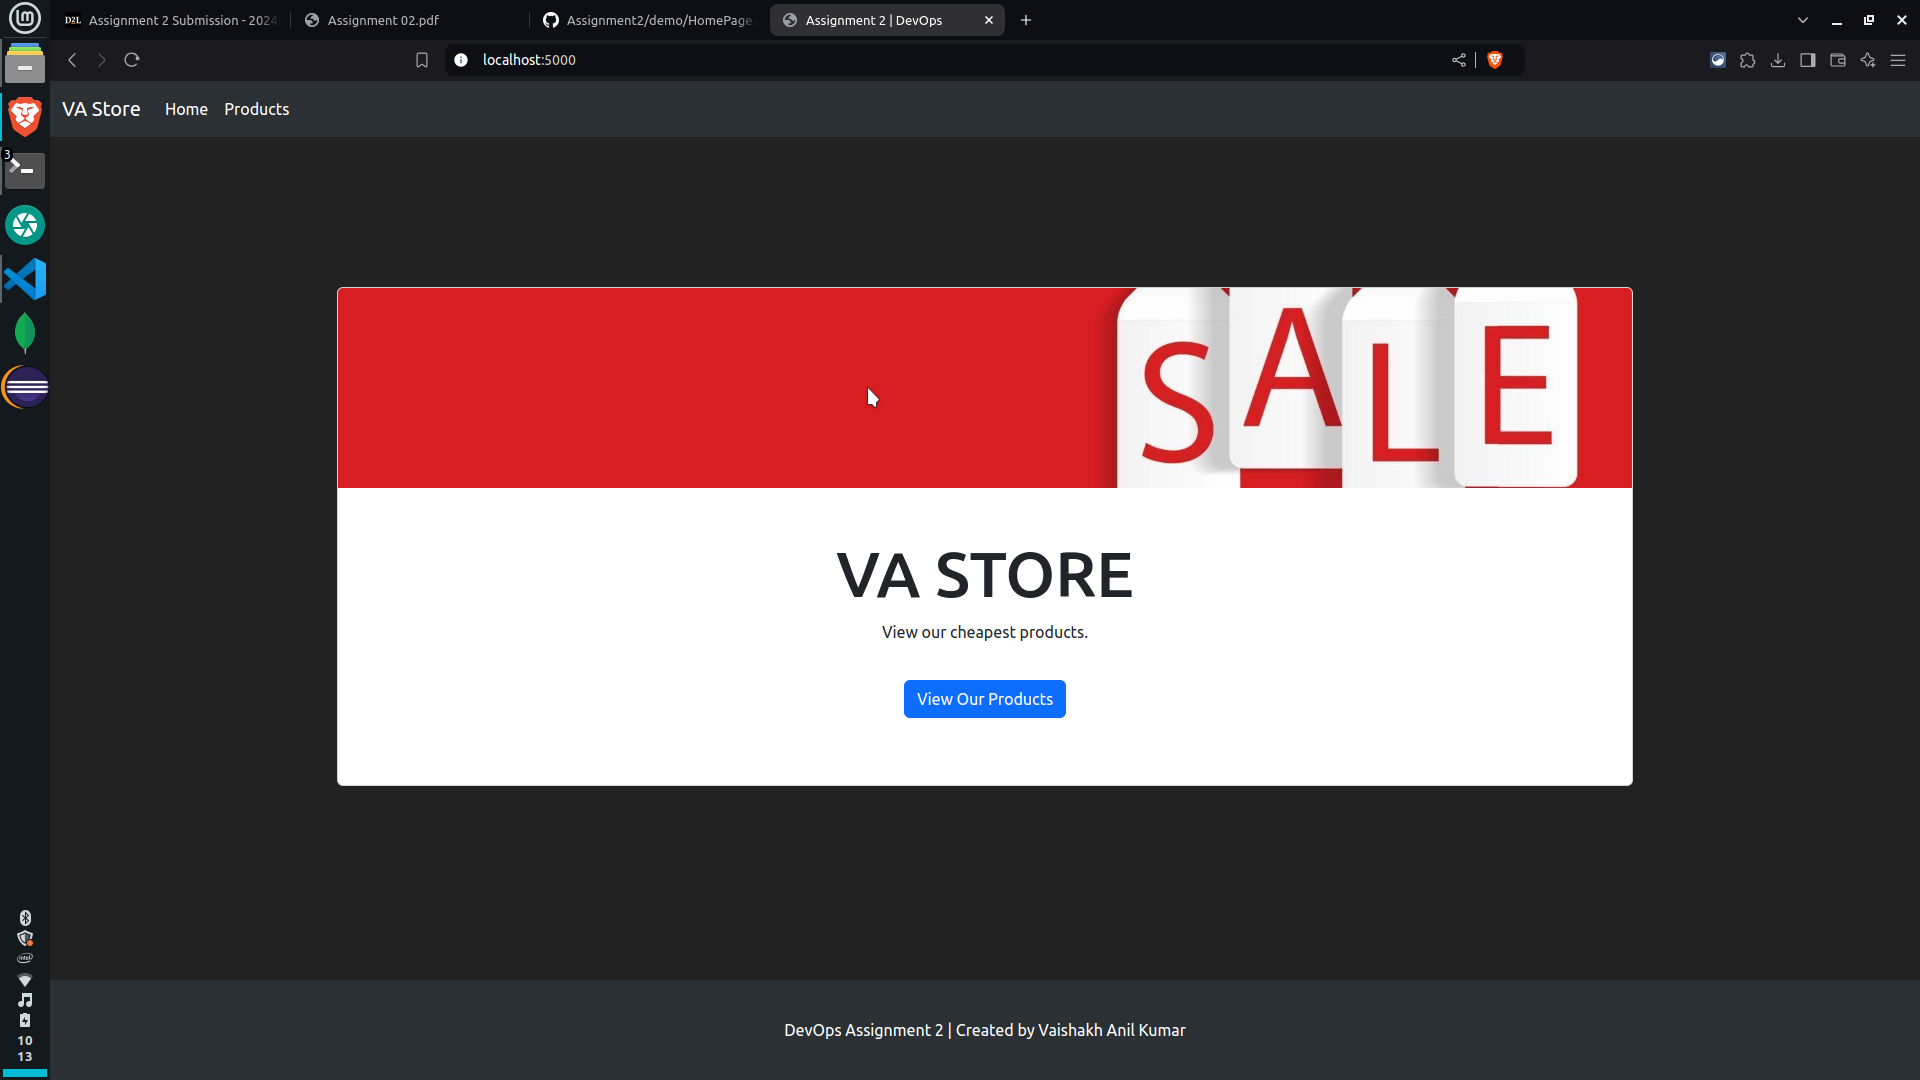 D2L Assignment 2 Submission - 2024
Assignment 02.pdf
Assignment2/demo/HomePage.
Assignment 2 | DevOps
localhost:5000
VA Store
Home
Products
3
SALE
VA STORE
View our cheapest products.
View Our Products
intel
10
13
DevOps Assignment 2 | Created by Vaishakh Anil Kumar